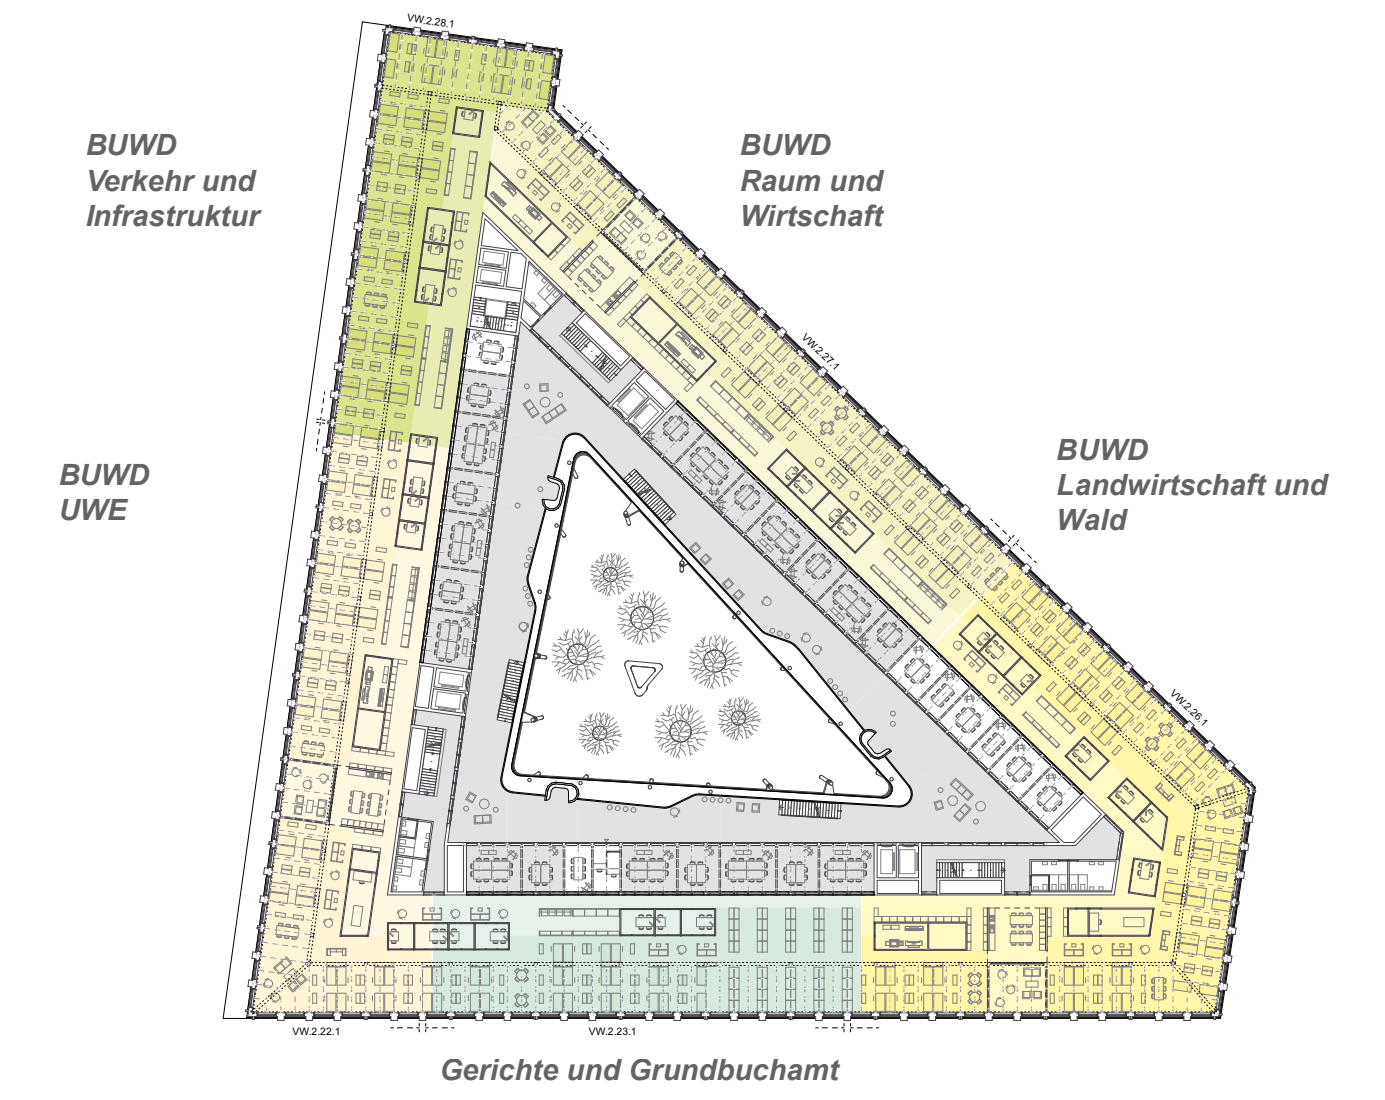 VW.2.28.1
BUWD
Verkehr und
Infrastruktur
BUWD
Raum und
Wirtschaft
VW.2.27.1
BUWD
Landwirtschaft und
Wald
BUWD
UWE
VW.2.26.1
VW.2.22.1
VW.2.23.1
Gerichte und Grundbuchamt